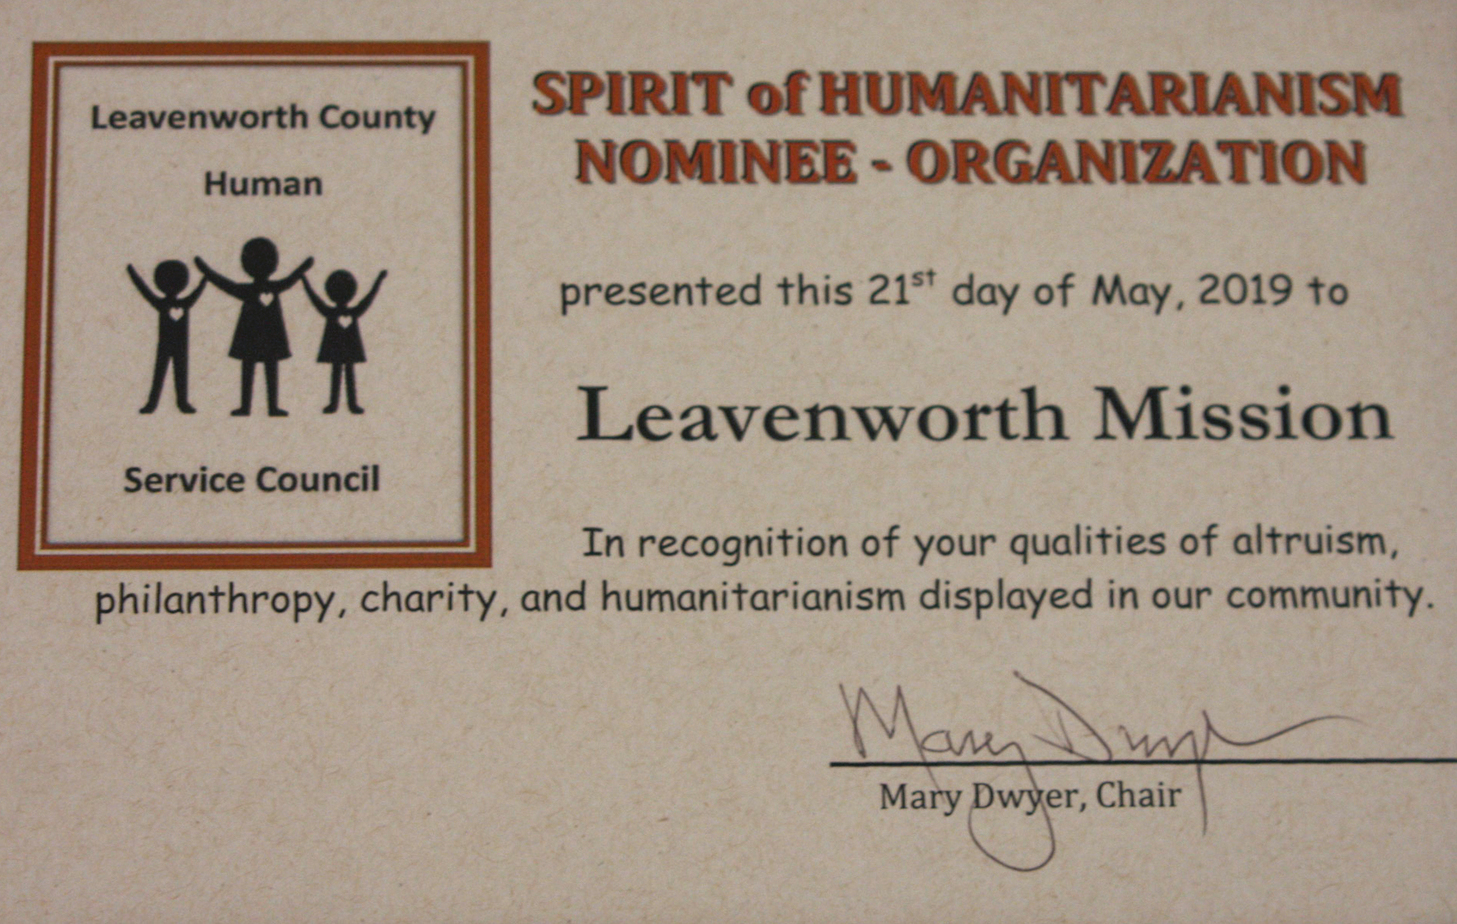 Leavenworth County
Human
Service Council
SPIRIT of HUMANITARIANISM
NOMINEE - ORGANIZATION
presented this 21st day of May, 2019 to
Leavenworth Mission
In recognition of your qualities of altruism,
philanthropy, charity, and humanitarianism displayed in our community.
Mary Dwyer
Mary Dwyer, Chair